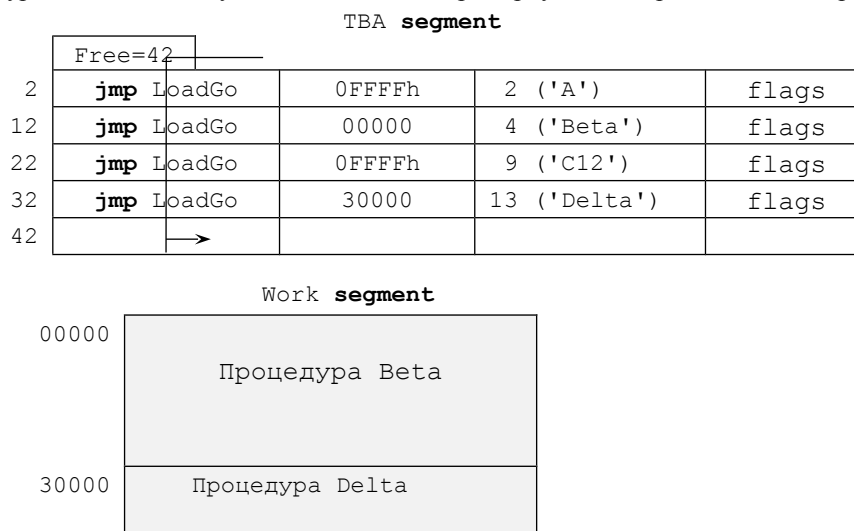 TBA segment
Free=42
2 jmp LoadGo 0FFFFh 2 ('A') flags
12 jmp LoadGo 00000 4 ('Beta') flags
22 jmp LoadGo 0FFFFh 9 ('C12') flags
32 jmp LoadGo 30000 13 ('Delta') flags
42
Work segment
00000
Процедура Beta
30000 Процедура Delta